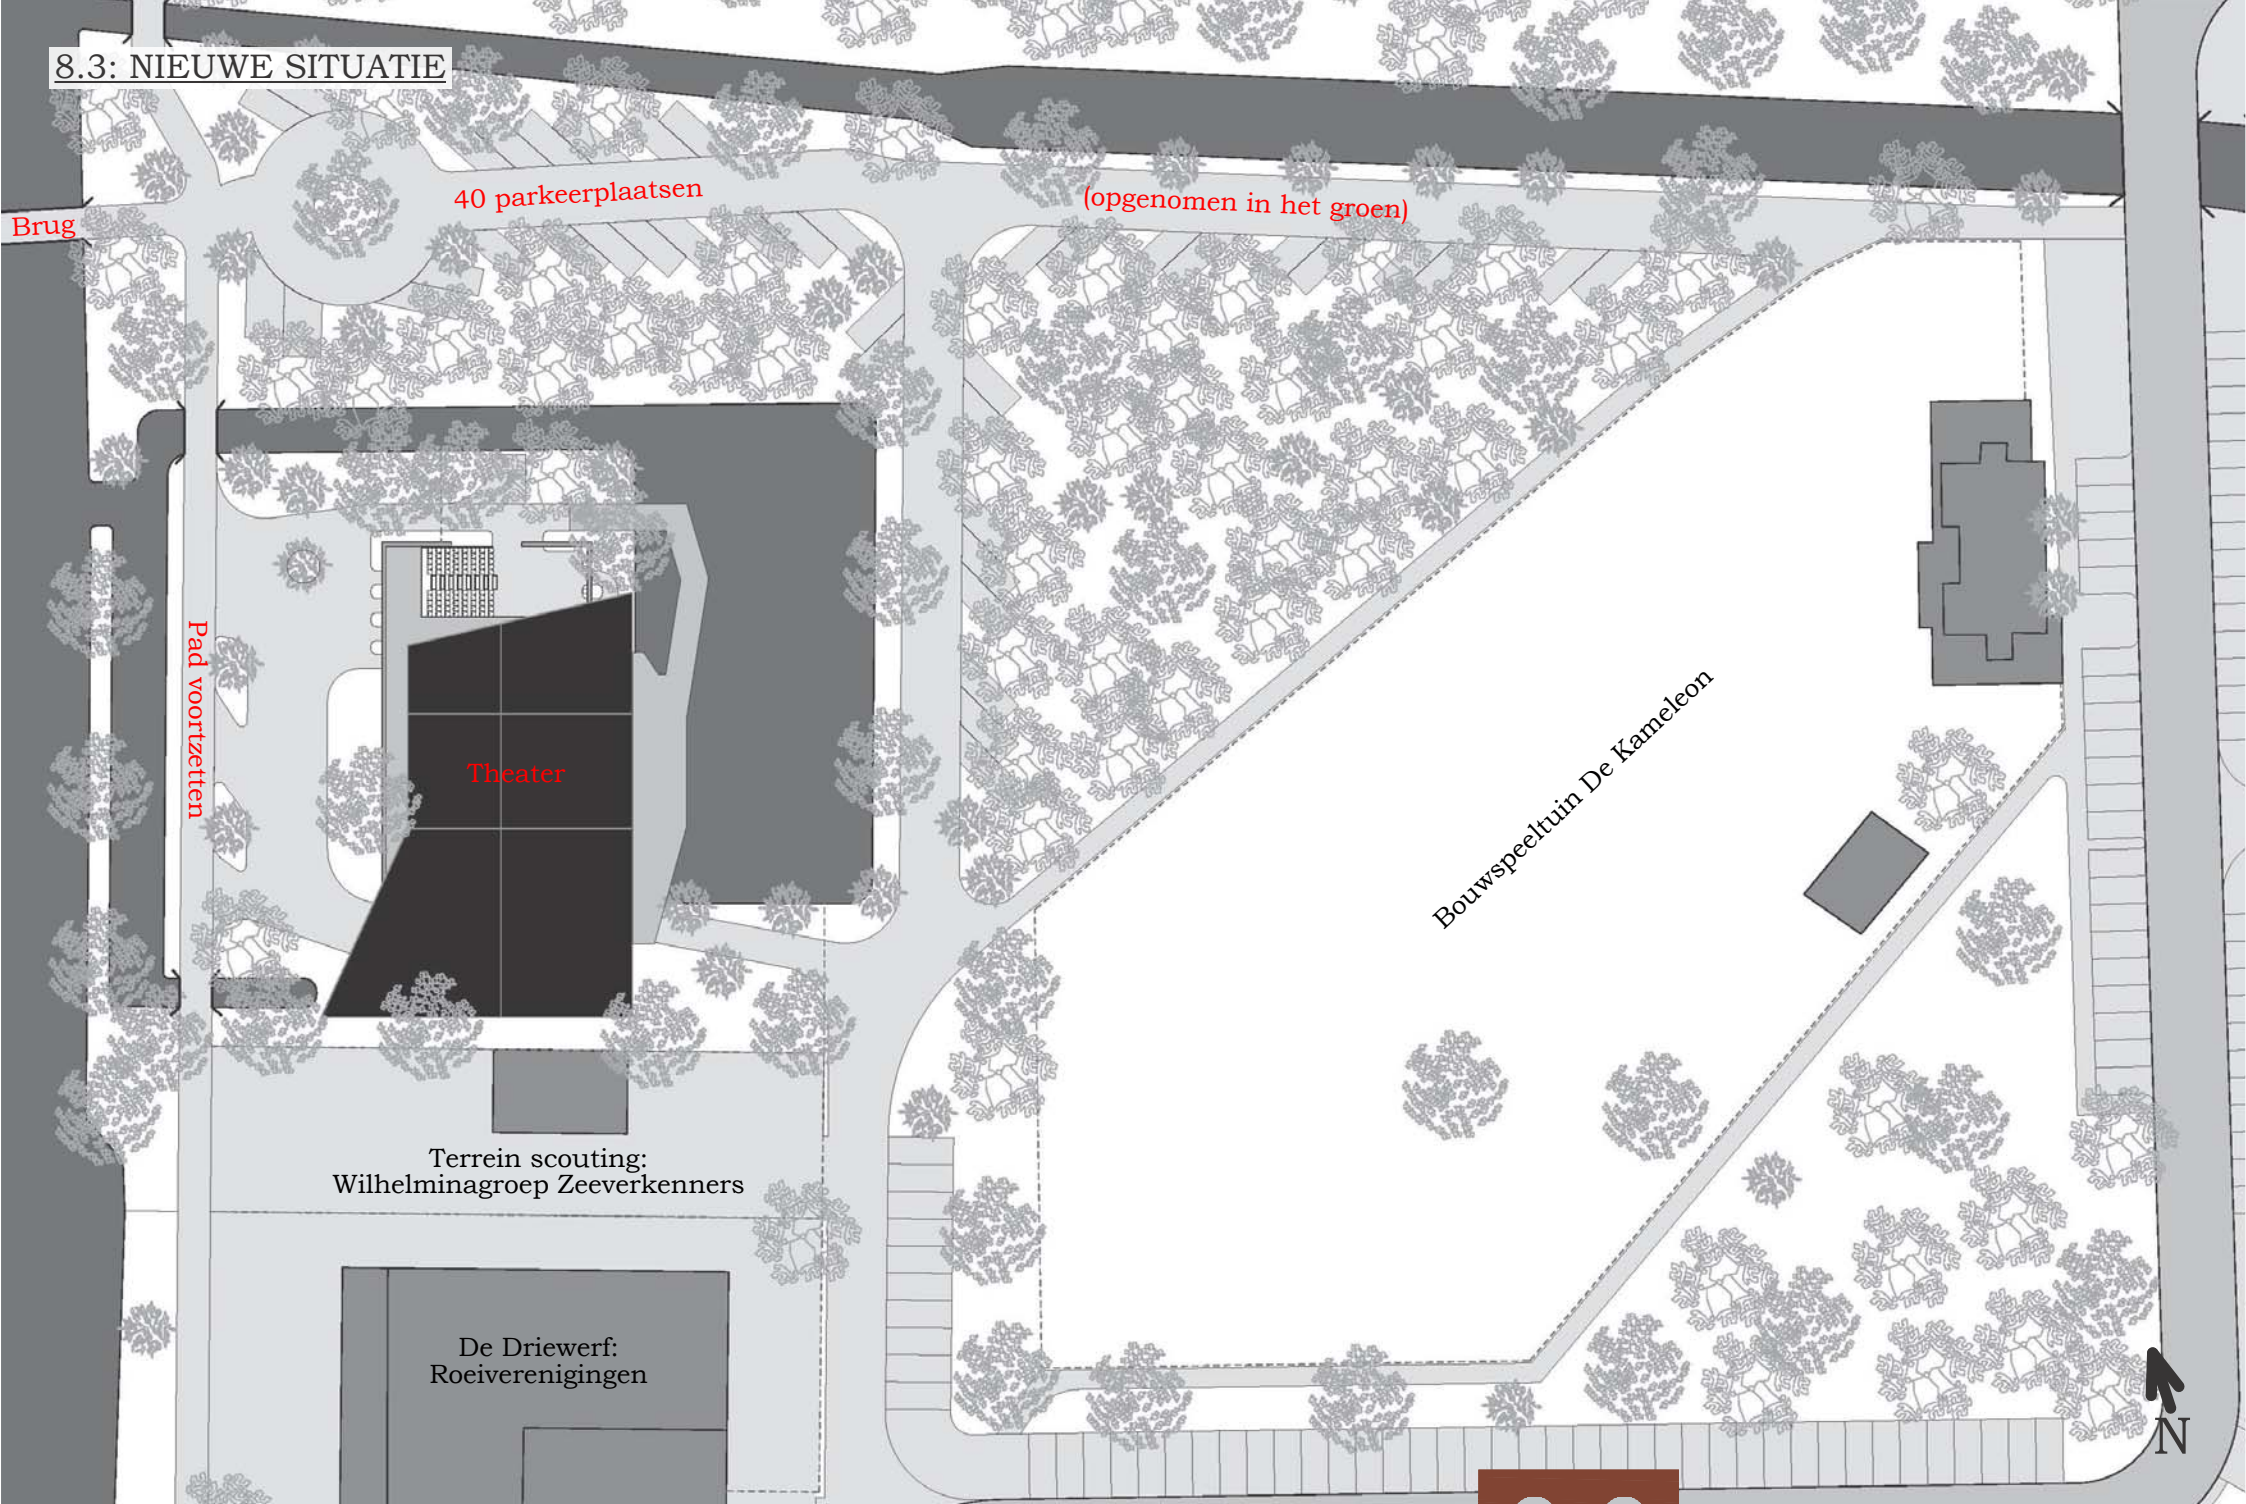 8.3: NIEUWE SITUATIE
40 parkeerplaatsen
(opgenomen in het groen)
Brug
Pad voortzetten
Theater
Bouwspeeltuin De Kameleon
Terrein scouting:
Wilhelminagroep Zeeverkenners
De Driewerf:
Roeiverenigingen
N